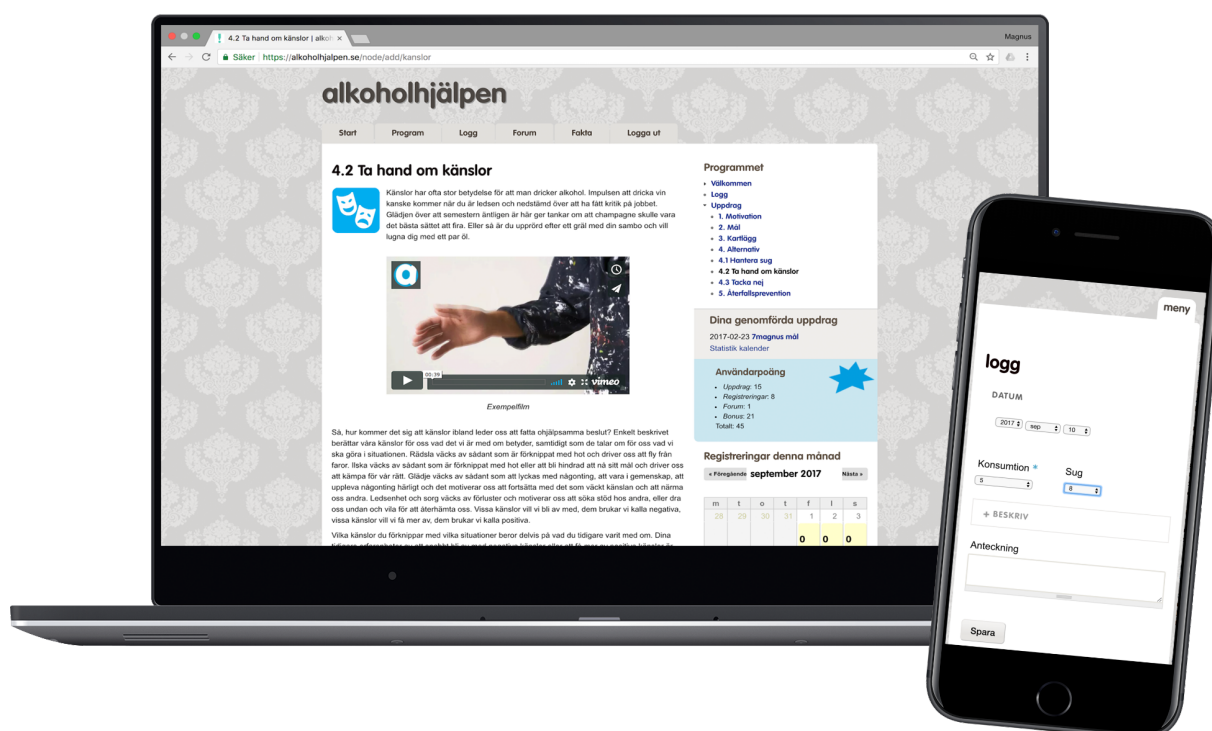 4.2 Ta hand om känslor | alkoh
Magnus
Säker https://alkoholhjalpen.se/node/add/kanslor
alkoholhjälpen
Start Program Logg Forum Fakta Logga ut
4.2 Ta hand om känslor
Känslor har ofta stor betydelse för att man dricker alkohol. Impulsen att dricka vin
kanske kommer när du är ledsen och nedstämd över att ha fått kritik på jobbet.
Glädjen över att semestern äntligen är här ger tankar om att champagne skulle vara
det bästa sättet att fira. Eller så är du upprörd efter ett gräl med din sambo och vill
lugna dig med ett par öl.
00:39
vimeo
Exempelfilm
Så, hur kommer det sig att känslor ibland leder oss att fatta ohjälpsamma beslut? Enkelt beskrivet
berättar våra känslor för oss vad det vi är med om betyder, samtidigt som de talar om för oss vad vi
ska göra i situationen. Rädsla väcks av sådant som är förknippat med hot och driver oss att fly från
faror. Ilska väcks av sådant som är förknippat med hot eller att bli hindrad att nå sitt mål och driver oss
att kämpa för vår rätt. Glädje väcks av sådant som att lyckas med någonting, att vara i gemenskap, att
uppleva någonting härligt och det motiverar oss att fortsätta med det som väckt känslan och att närma
oss andra. Ledsenhet och sorg väcks av förluster och motiverar oss att söka stöd hos andra, eller dra
oss undan och vila för att återhämta oss. Vissa känslor vill vi bli av med, dem brukar vi kalla negativa,
vissa känslor vill vi få mer av, dem brukar vi kalla positiva.
Vilka känslor du förknippar med vilka situationer beror delvis på vad du tidigare varit med om. Dina
Programmet
Välkommen
Logg
Uppdrag
1. Motivation
2. Mål
3. Kartlägg
4. Alternativ
4.1 Hantera sug
4.2 Ta hand om känslor
4.3 Tacka nej
5. Återfallsprevention
Dina genomförda uppdrag
2017-02-23 7magnus mål
Statistik kalender
Användarpoäng
Uppdrag: 15
Registreringar: 8
Forum: 1
Bonus: 21
Totalt: 45
Registreringar denna månad
« Föregående september 2017 Nästa »
m t o t f l s
28 29 30 31 1 2 3
0 0 0
meny
logg
DATUM
2017 sep 10
Konsumtion * Sug
5 8
+ BESKRIV
Anteckning
Spara